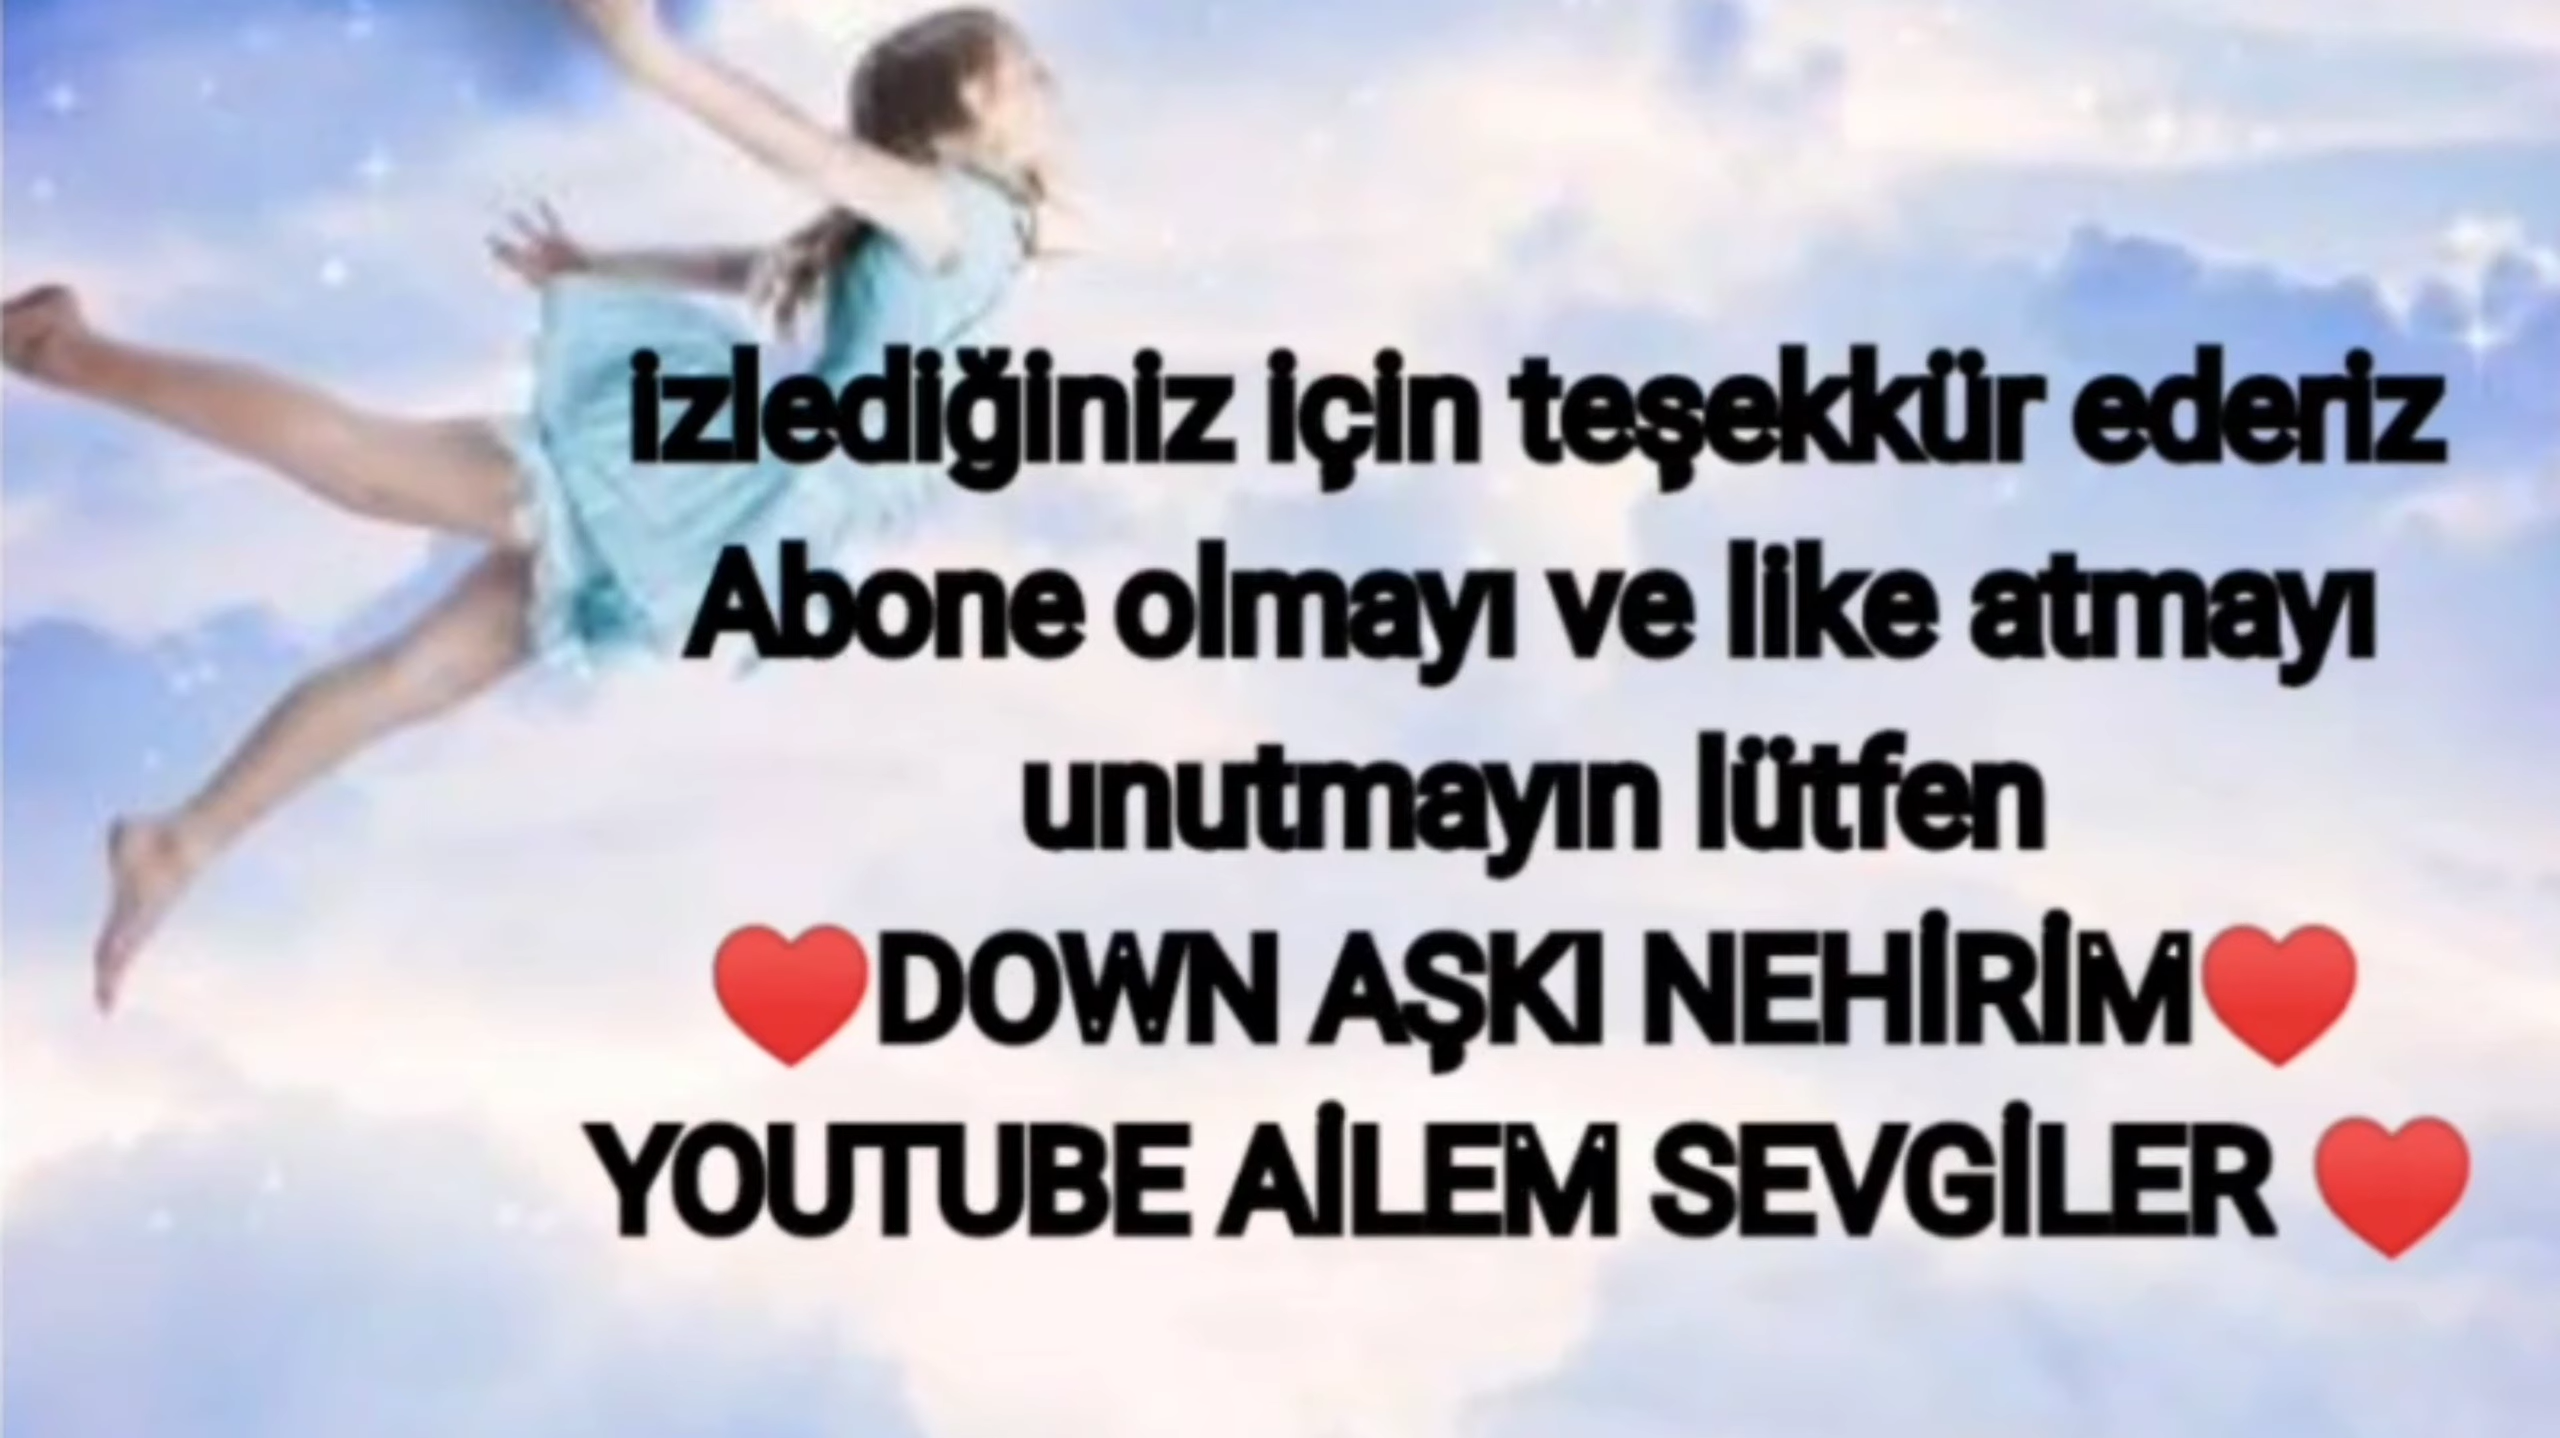 izlediğiniz için teşekkür ederiz
Abone olmayı ve like atmayı
unutmayın lütfen
♥️DOWN AŞKI NEHİRİM♥️
YOUTUBE AİLEM SEVGİLER ♥️